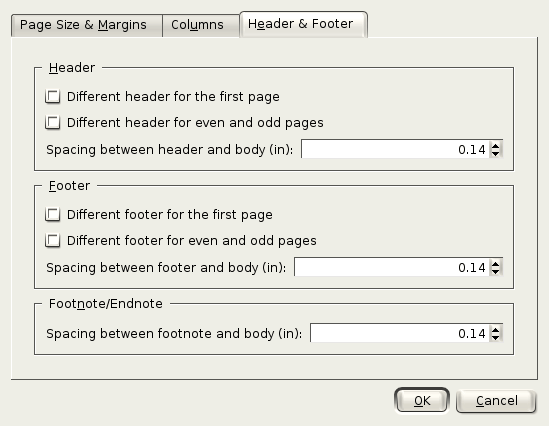 Page Size & Margins Columns Header & Footer
Header
Different header for the first page
Different header for even and odd pages
Spacing between header and body (in): 0.14
Footer
Different footer for the first page
Different footer for even and odd pages
Spacing between footer and body (in): 0.14
Footnote/Endnote
Spacing between footnote and body (in): 0.14
OK Cancel